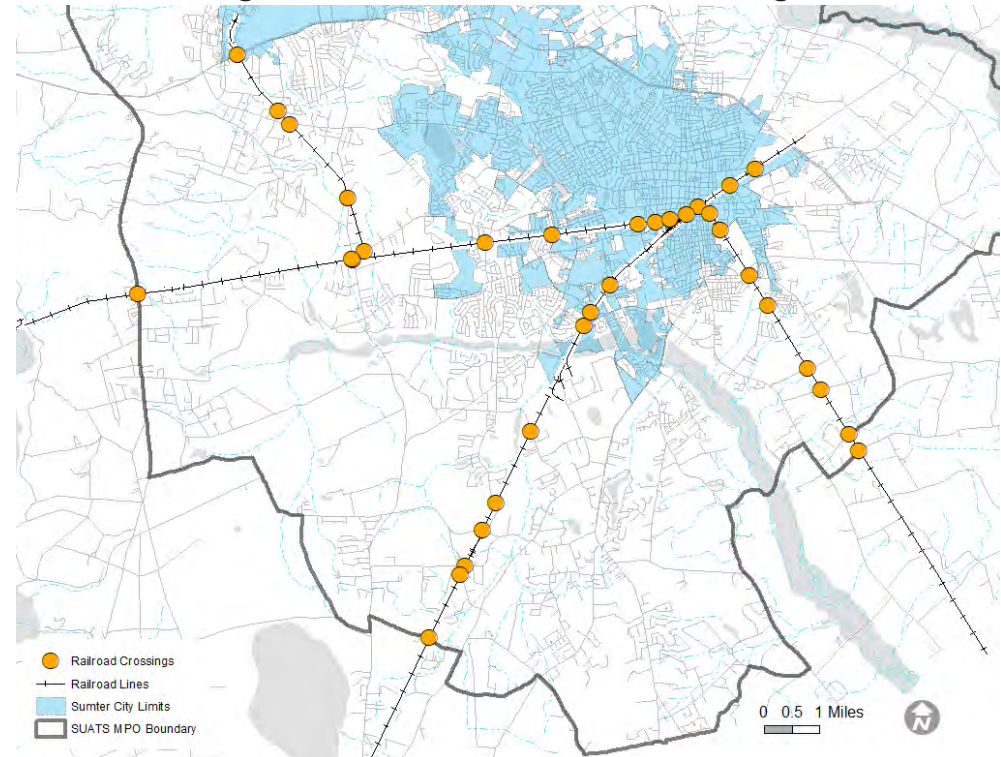 Railroad Crossings
Railroad Lines
Sumter City Limits
SUATS MPO Boundary
0 0.5 1 Miles
N